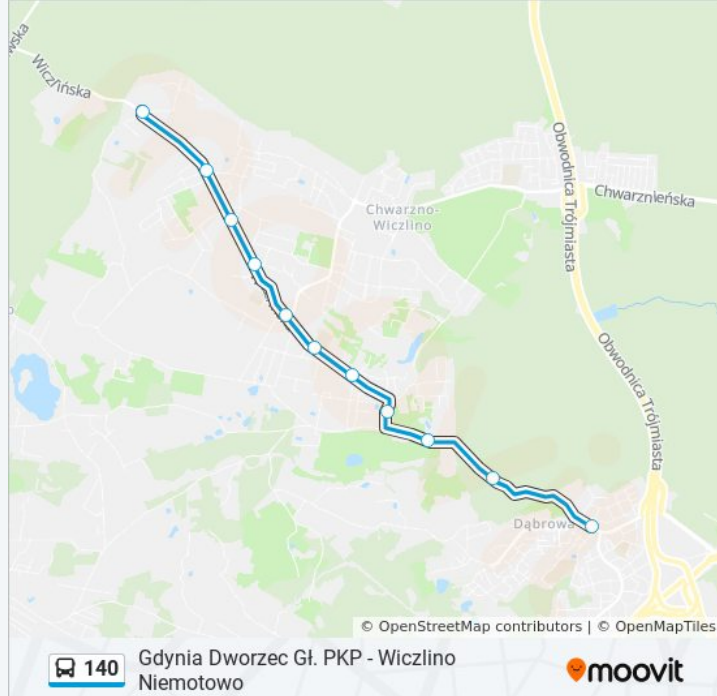 wska
Wiczlińska
Obwodnica Trójmiasta
Chwarznieńska
Chwarzno-
Wiczlino
Obwodnica Trójmiasta
Dąbrowa
© OpenStreetMap contributors | © OpenMapTiles
140
Gdynia Dworzec Gł. PKP - Wiczlino
Niemotowo
moovit